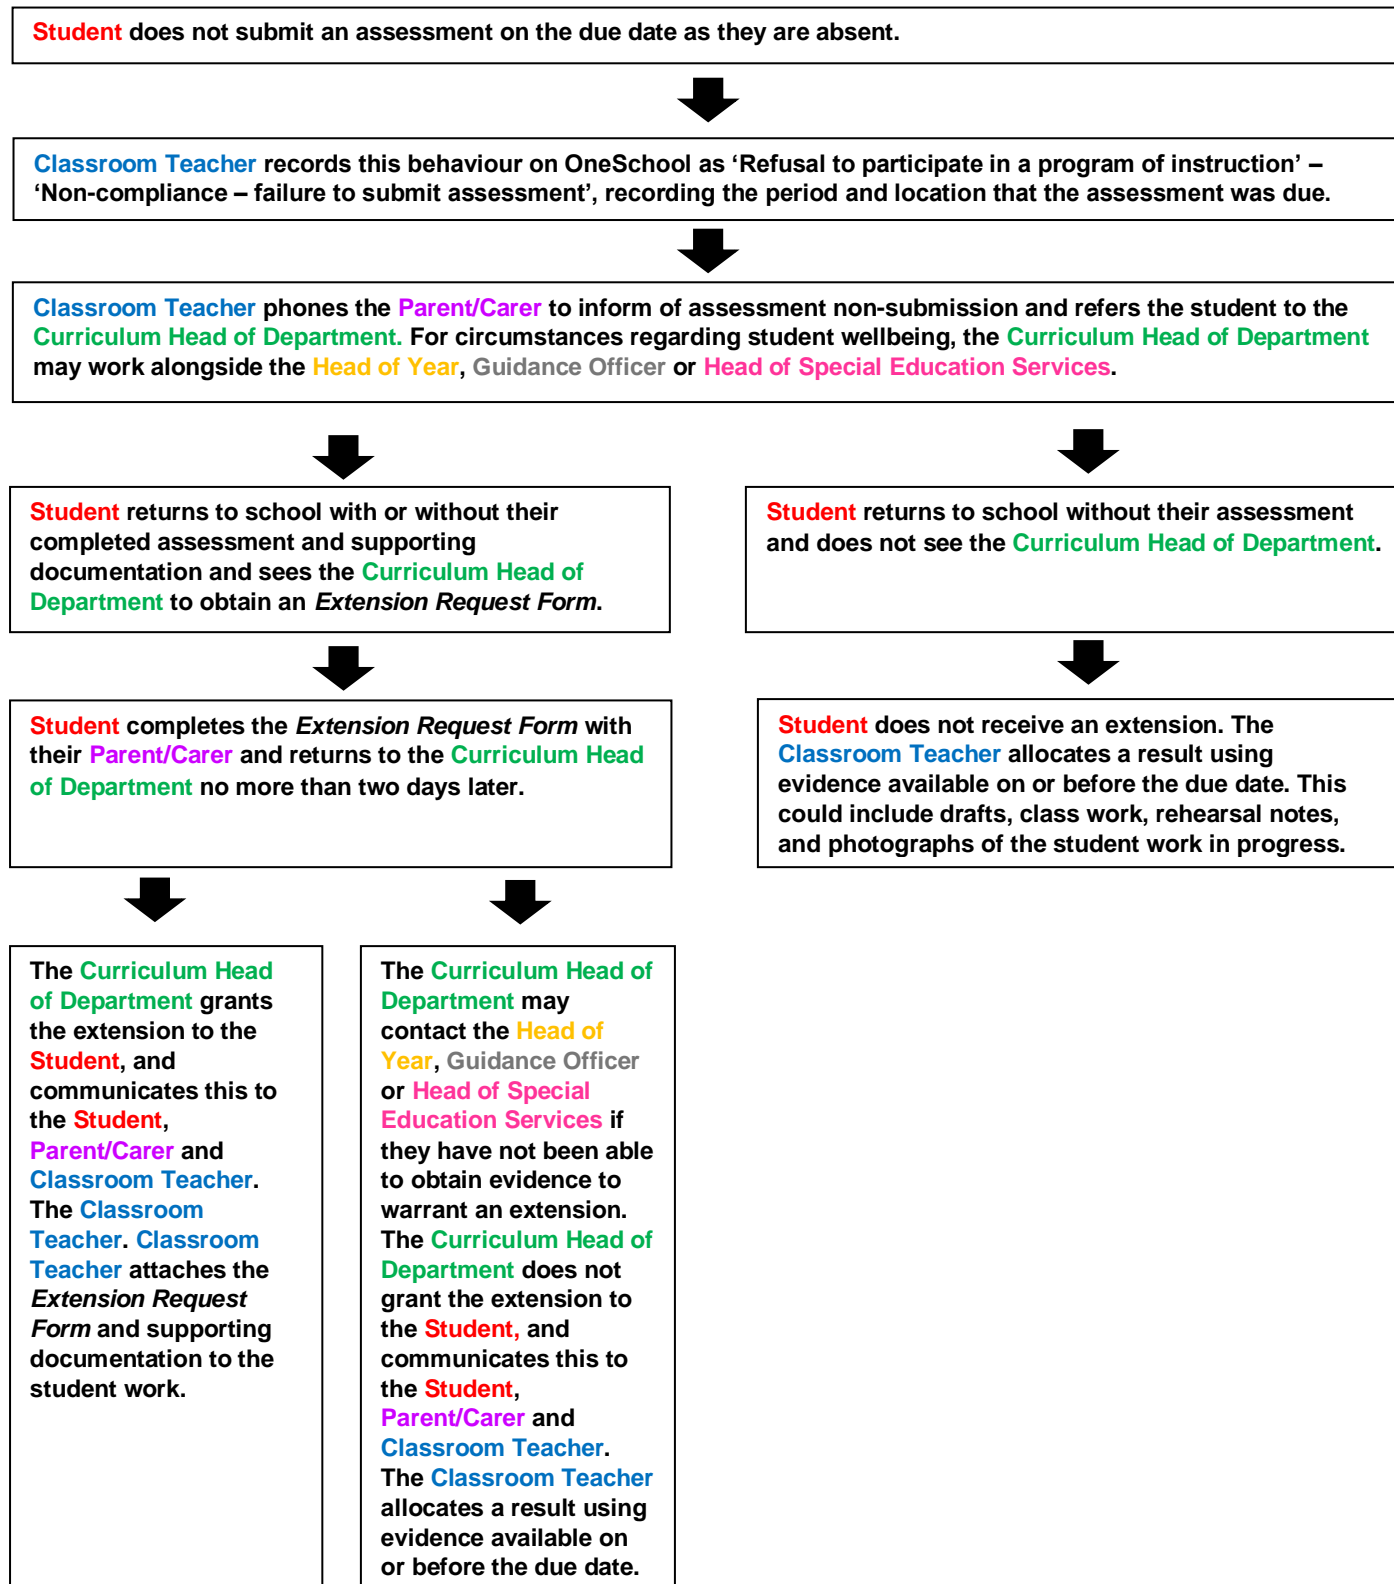 Student does not submit an assessment on the due date as they are absent.
Classroom Teacher records this behaviour on OneSchool as ‘Refusal to participate in a program of instruction’ –
‘Non-compliance – failure to submit assessment’, recording the period and location that the assessment was due.
Classroom Teacher phones the Parent/Carer to inform of assessment non-submission and refers the student to the
Curriculum Head of Department. For circumstances regarding student wellbeing, the Curriculum Head of Department
may work alongside the Head of Year, Guidance Officer or Head of Special Education Services.
Student returns to school with or without their
completed assessment and supporting
documentation and sees the Curriculum Head of
Department to obtain an Extension Request Form.
Student returns to school without their assessment
and does not see the Curriculum Head of Department.
Student completes the Extension Request Form with
their Parent/Carer and returns to the Curriculum Head
of Department no more than two days later.
Student does not receive an extension. The
Classroom Teacher allocates a result using
evidence available on or before the due date. This
could include drafts, class work, rehearsal notes,
and photographs of the student work in progress.
The Curriculum Head
of Department grants
the extension to the
Student, and
communicates this to
the Student,
Parent/Carer and
Classroom Teacher.
The Classroom
Teacher. Classroom
Teacher attaches the
Extension Request
Form and supporting
documentation to the
student work.
The Curriculum Head of
Department may
contact the Head of
Year, Guidance Officer
or Head of Special
Education Services if
they have not been able
to obtain evidence to
warrant an extension.
The Curriculum Head of
Department does not
grant the extension to
the Student, and
communicates this to
the Student,
Parent/Carer and
Classroom Teacher.
The Classroom Teacher
allocates a result using
evidence available on
or before the due date.